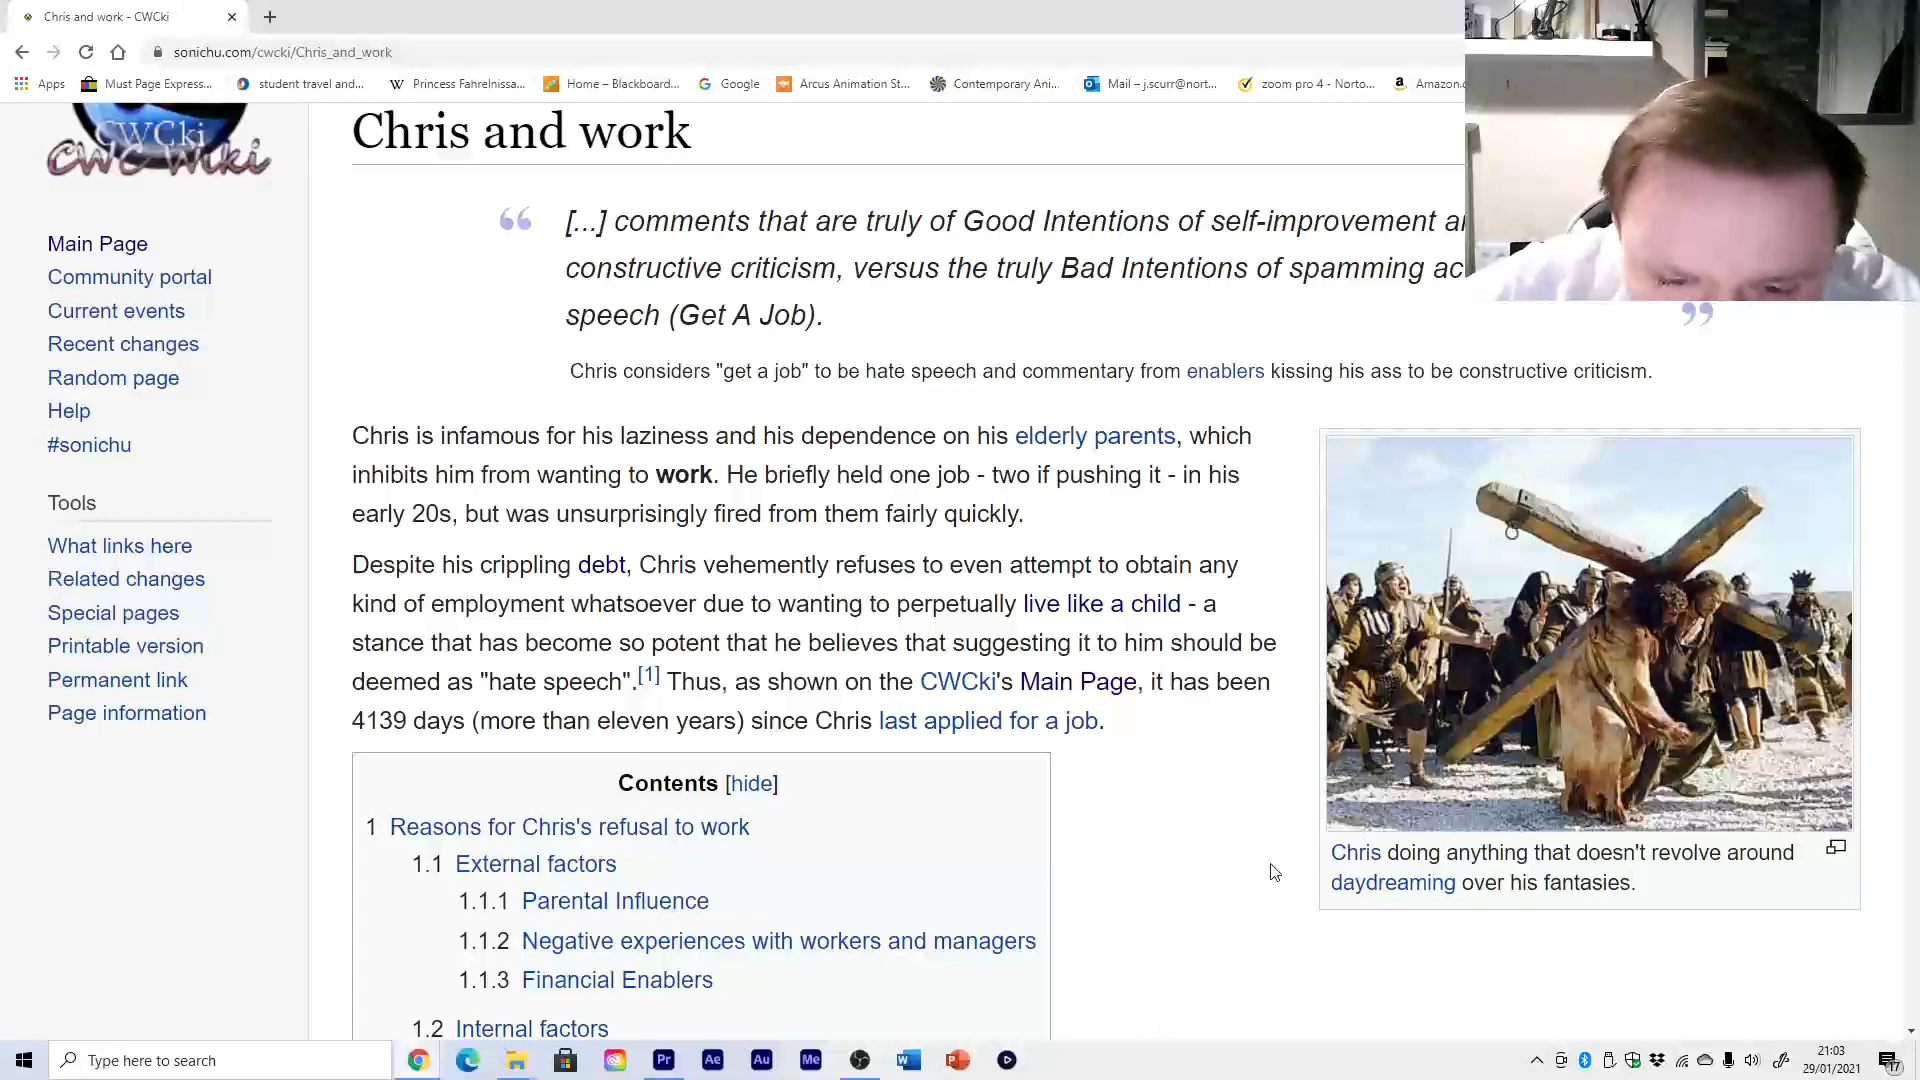 Chris and work - CWCki
sonichu.com/cwcki/Chris_and_work
Apps Must Page Express... student travel and... Princess Fahrelnissa... Home – Blackboard... Google Arcus Animation St... Contemporary Ani... Mail – j.scurr@nort... zoom pro 4 - Norto... Amazon.c
CWCki
CWC Wiki
Main Page
Community portal
Current events
Recent changes
Random page
Help
#sonichu
Tools
What links here
Related changes
Special pages
Printable version
Permanent link
Page information
Chris and work
“ [...] comments that are truly of Good Intentions of self-improvement
constructive criticism, versus the truly Bad Intentions of spamming
speech (Get A Job). ”
Chris considers "get a job" to be hate speech and commentary from enablers kissing his ass to be constructive criticism.
Chris is infamous for his laziness and his dependence on his elderly parents, which
inhibits him from wanting to work. He briefly held one job - two if pushing it - in his
early 20s, but was unsurprisingly fired from them fairly quickly.
Despite his crippling debt, Chris vehemently refuses to even attempt to obtain any
kind of employment whatsoever due to wanting to perpetually live like a child - a
stance that has become so potent that he believes that suggesting it to him should be
deemed as "hate speech".[1] Thus, as shown on the CWCki's Main Page, it has been
4139 days (more than eleven years) since Chris last applied for a job.
Chris doing anything that doesn't revolve around
daydreaming over his fantasies.
Contents [hide]
1 Reasons for Chris's refusal to work
1.1 External factors
1.1.1 Parental Influence
1.1.2 Negative experiences with workers and managers
1.1.3 Financial Enablers
1.2 Internal factors
Type here to search
Pr Ae Au Me
21:03
29/01/2021
17